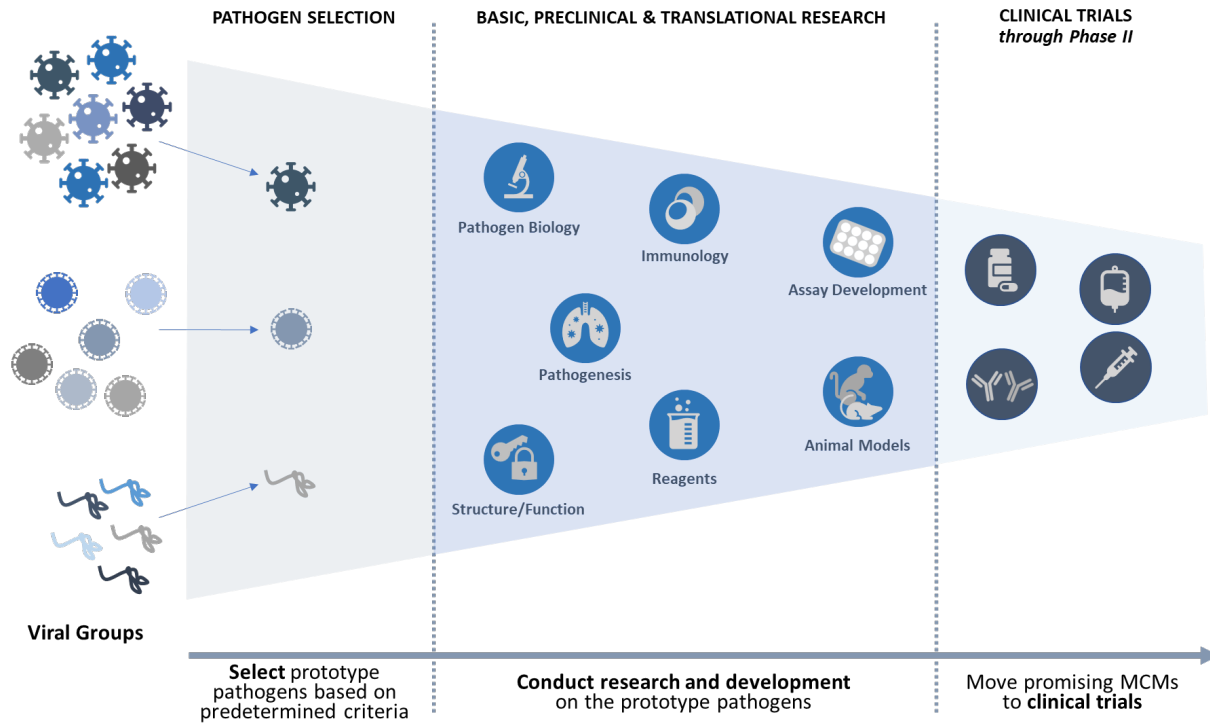 PATHOGEN SELECTION
BASIC, PRECLINICAL & TRANSLATIONAL RESEARCH
CLINICAL TRIALS
through Phase II
Pathogen Biology
Immunology
Assay Development
Pathogenesis
Animal Models
Reagents
Structure/Function
Viral Groups
Select prototype
pathogens based on
predetermined criteria
Conduct research and development
on the prototype pathogens
Move promising MCMs
to clinical trials